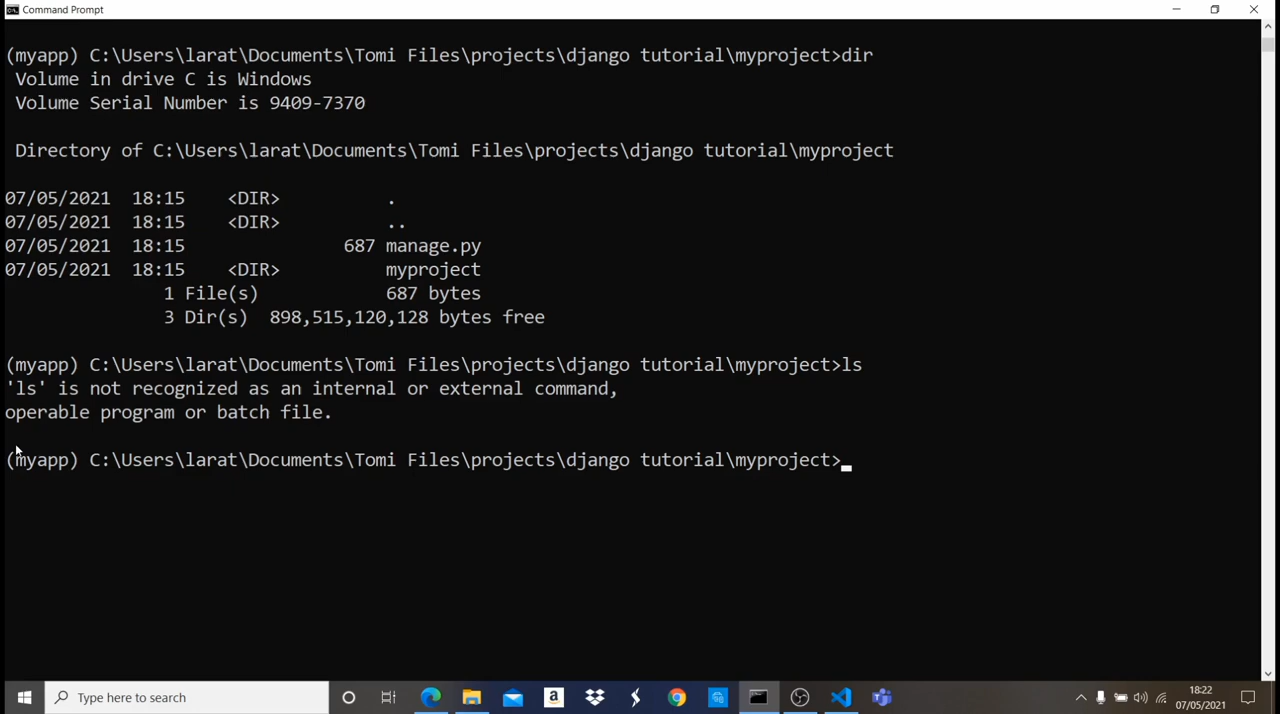 Command Prompt
(myapp) C:\Users\larat\Documents\Tomi Files\projects\django tutorial\myproject>dir
Volume in drive C is Windows
Volume Serial Number is 9409-7370
Directory of C:\Users\larat\Documents\Tomi Files\projects\django tutorial\myproject
07/05/2021  18:15    <DIR>          .
07/05/2021  18:15    <DIR>          ..
07/05/2021  18:15               687 manage.py
07/05/2021  18:15    <DIR>          myproject
1 File(s)            687 bytes
3 Dir(s)  898,515,120,128 bytes free
(myapp) C:\Users\larat\Documents\Tomi Files\projects\django tutorial\myproject>ls
'ls' is not recognized as an internal or external command,
operable program or batch file.
(myapp) C:\Users\larat\Documents\Tomi Files\projects\django tutorial\myproject>
Type here to search
18:22
07/05/2021